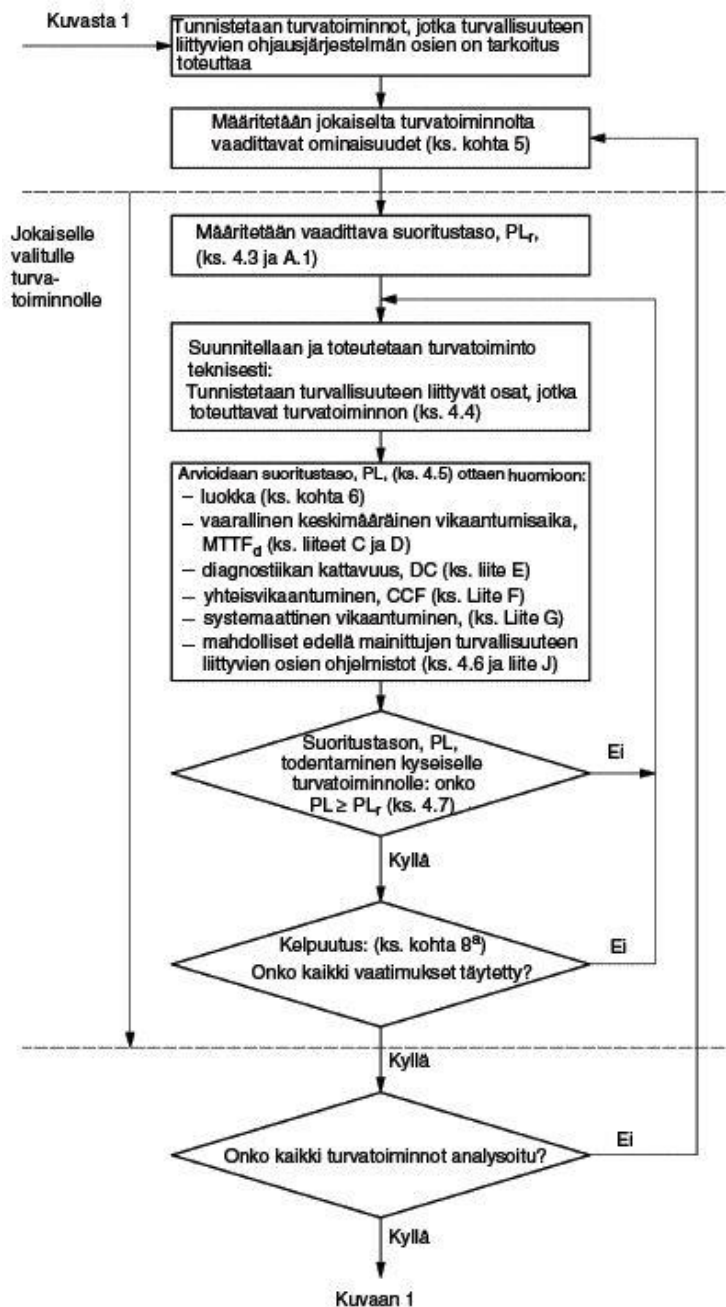 Kuvasta 1
Tunnistetaan turvatoiminnot, jotka turvallisuuteen
liittyvien ohjausjärjestelmän osien on tarkoitus
toteuttaa
Määritetään jokaiselta turvatoiminnolta
vaadittavat ominaisuudet (ks. kohta 5)
Jokaiselle
valitulle
turva-
toiminnolle
Määritetään vaadittava suoritustaso, PLr,
(ks. 4.3 ja A.1)
Suunnitellaan ja toteutetaan turvatoiminto
teknisesti:
Tunnistetaan turvallisuuteen liittyvät osat, jotka
toteuttavat turvatoiminnon (ks. 4.4)
Arvioidaan suoritustaso, PL, (ks. 4.5) ottaen huomioon:
– luokka (ks. kohta 6)
– vaarallinen keskimääräinen vikaantumisaika,
MTTFd (ks. liiteet C ja D)
– diagnostiikan kattavuus, DC (ks. liite E)
– yhteisvikaantuminen, CCF (ks. Liite F)
– systemaattinen vikaantuminen, (ks. Liite G)
– mahdolliset edellä mainittujen turvallisuuteen
liittyvien osien ohjelmistot (ks. 4.6 ja liite J)
Suoritustason, PL,
todentaminen kyseiselle
turvatoiminnolle: onko
PL ≥ PLr (ks. 4.7)
Ei
Kyllä
Kelpuutus: (ks. kohta 8a)
Onko kaikki vaatimukset täytetty?
Ei
Kyllä
Onko kaikki turvatoiminnot analysoitu?
Ei
Kyllä
Kuvaan 1